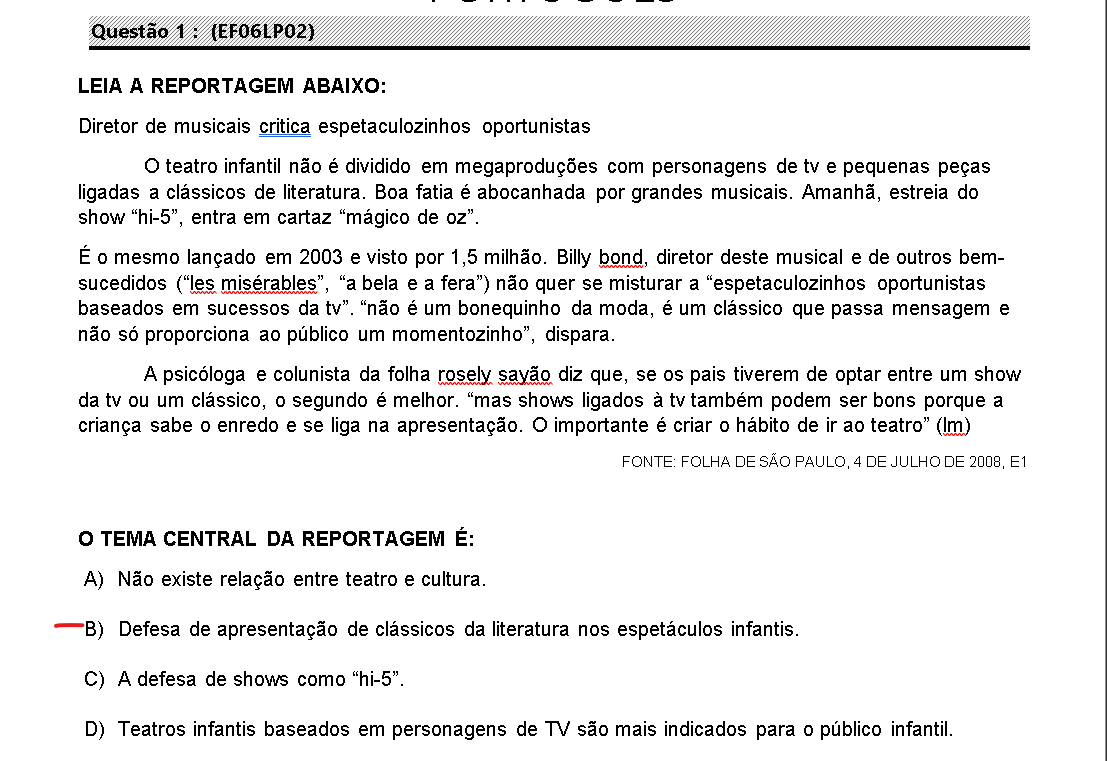 Questão 1 : (EF06LP02)
LEIA A REPORTAGEM ABAIXO:
Diretor de musicais critica espetaculozinhos oportunistas
O teatro infantil não é dividido em megaproduções com personagens de tv e pequenas peças
ligadas a clássicos de literatura. Boa fatia é abocanhada por grandes musicais. Amanhã, estreia do
show “hi-5”, entra em cartaz “mágico de oz”.
É o mesmo lançado em 2003 e visto por 1,5 milhão. Billy bond, diretor deste musical e de outros bem-
sucedidos (“les misérables”, “a bela e a fera”) não quer se misturar a “espetaculozinhos oportunistas
baseados em sucessos da tv”. “não é um bonequinho da moda, é um clássico que passa mensagem e
não só proporciona ao público um momentozinho”, dispara.
A psicóloga e colunista da folha rosely sayão diz que, se os pais tiverem de optar entre um show
da tv ou um clássico, o segundo é melhor. “mas shows ligados à tv também podem ser bons porque a
criança sabe o enredo e se liga na apresentação. O importante é criar o hábito de ir ao teatro” (lm)
FONTE: FOLHA DE SÃO PAULO, 4 DE JULHO DE 2008, E1
O TEMA CENTRAL DA REPORTAGEM É:
A) Não existe relação entre teatro e cultura.
B) Defesa de apresentação de clássicos da literatura nos espetáculos infantis.
C) A defesa de shows como “hi-5”.
D) Teatros infantis baseados em personagens de TV são mais indicados para o público infantil.